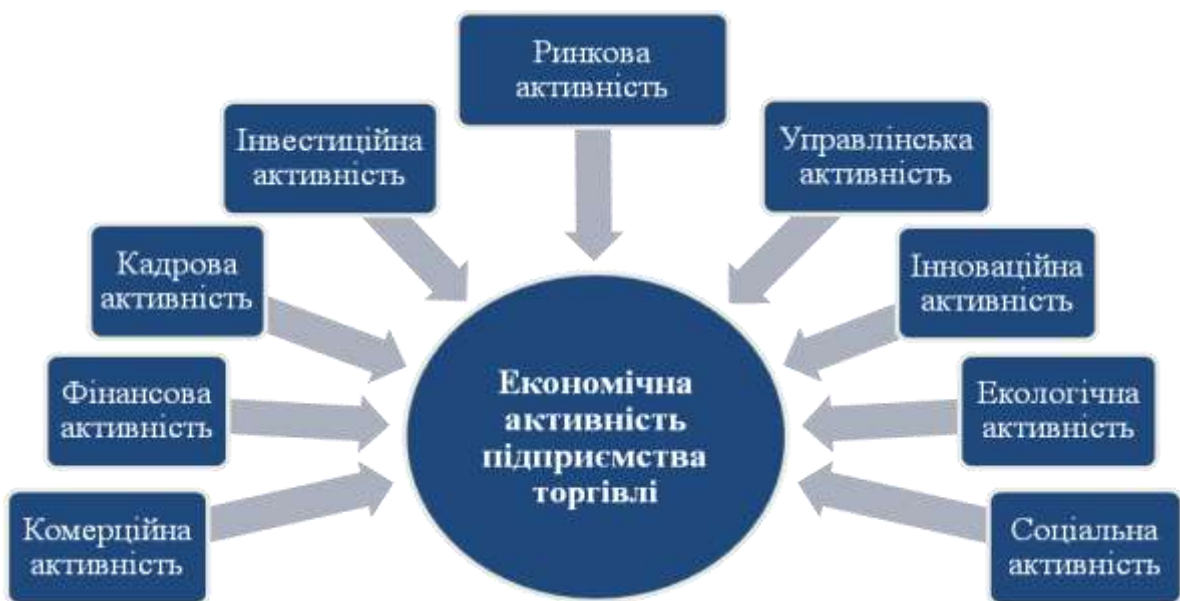 Ринкова
активність
Інвестиційна
активність
Управлінська
активність
Кадрова
активність
Інноваційна
активність
Фінансова
активність
Екологічна
активність
Економічна
активність
підприємства
торгівлі
Комерційна
активність
Соціальна
активність